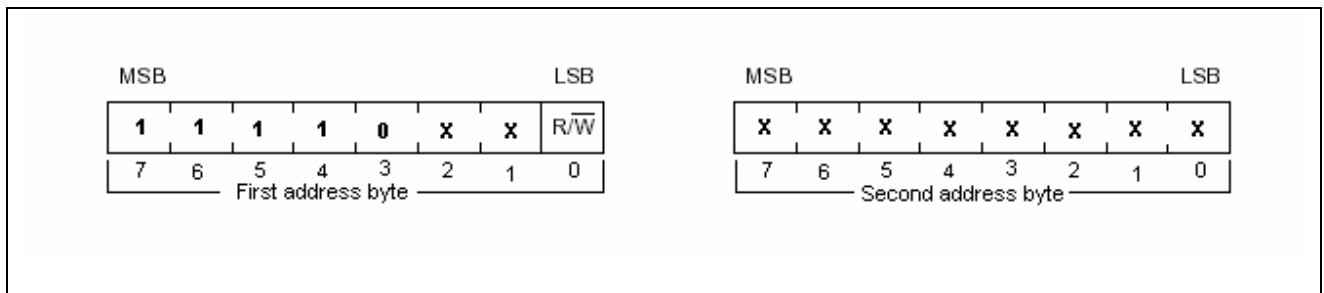 MSB LSB MSB LSB
1 1 1 1 0 X X R/W̅ X X X X X X X X
7 6 5 4 3 2 1 0 7 6 5 4 3 2 1 0
First address byte Second address byte